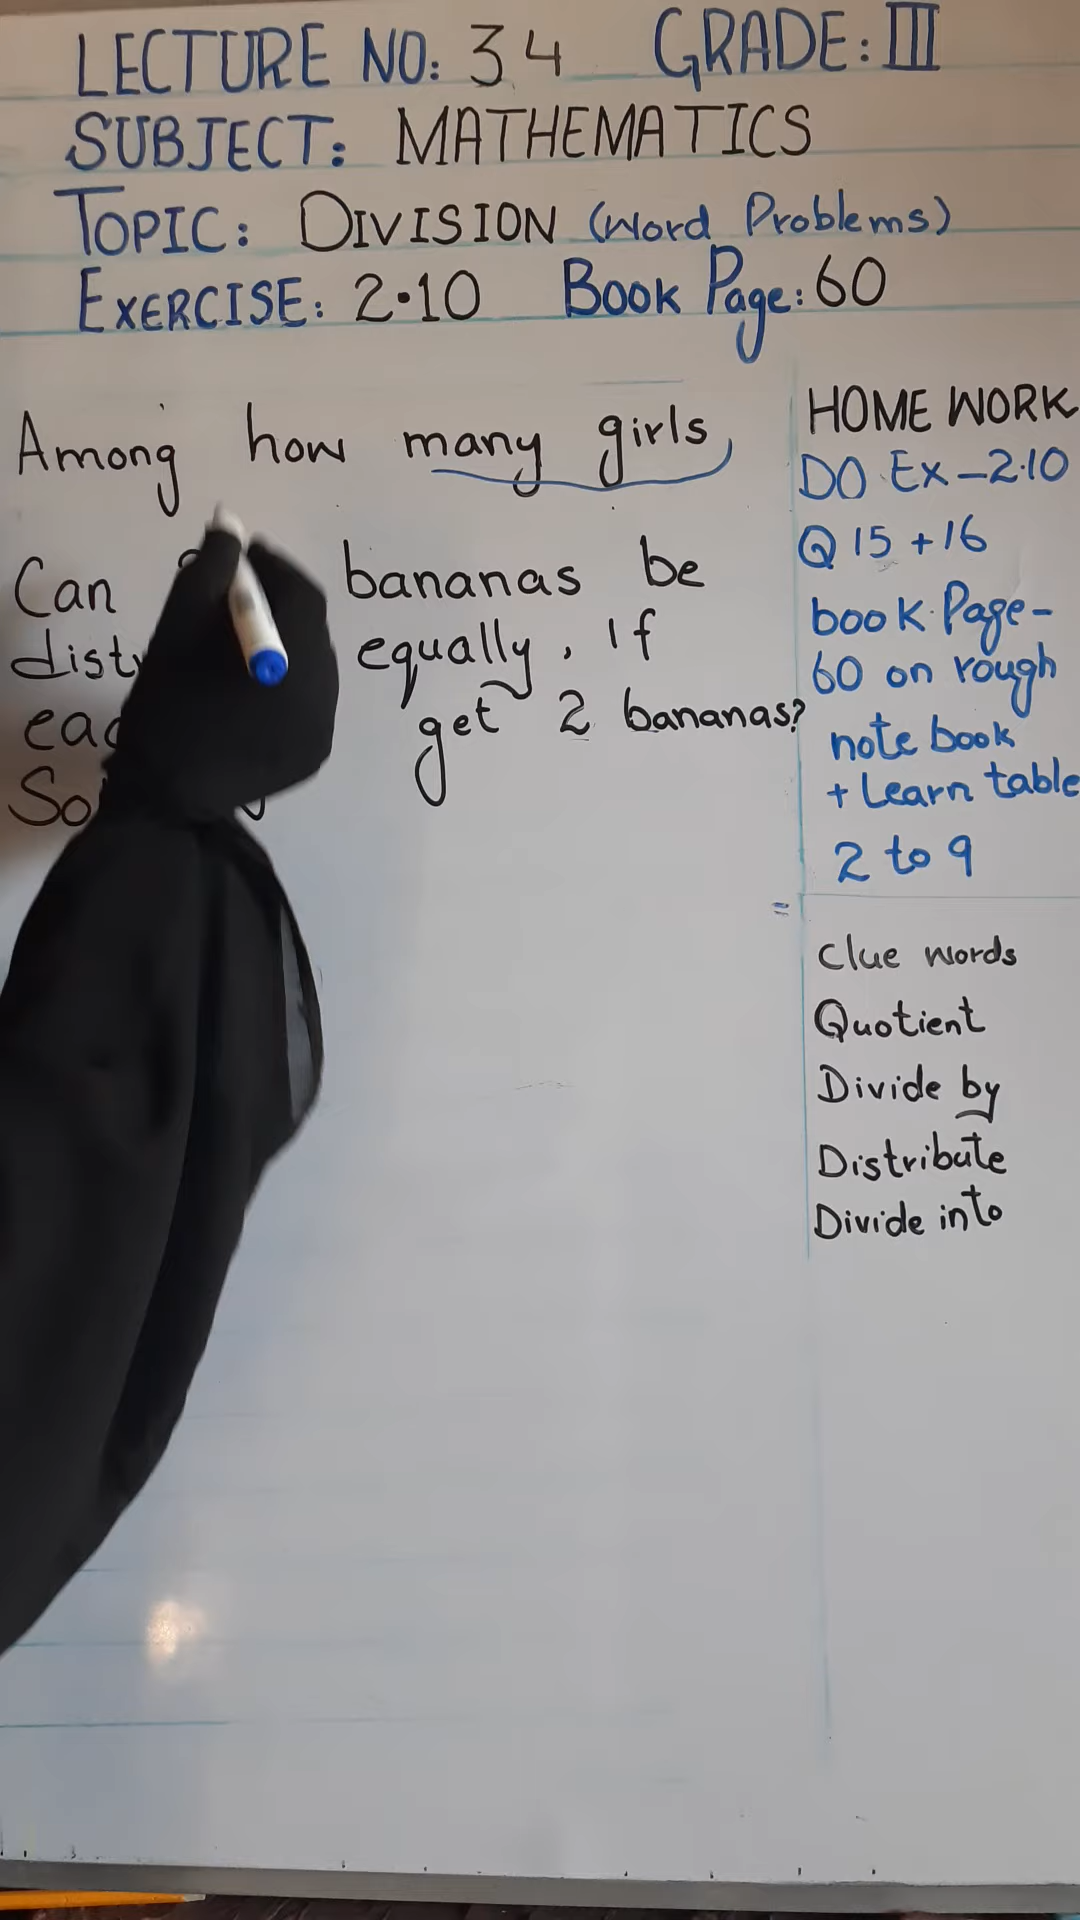 LECTURE NO: 34 GRADE: III
SUBJECT: MATHEMATICS
TOPIC: DIVISION (Word Problems)
EXERCISE: 2.10 Book Page: 60
Among how many girls
Can bananas be
equally, If
get 2 bananas?
HOME WORK
DO Ex-2.10
Q 15 + 16
book Page-
60 on rough
note book
+ Learn table
2 to 9
=
Clue words
Quotient
Divide by
Distribute
Divide into